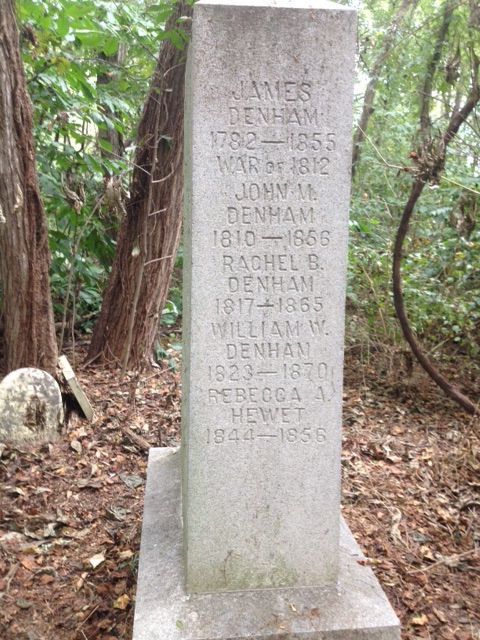 JAMES
DENHAM
1782—1855
WAR OF 1812
JOHN M.
DENHAM
1810—1856
RACHEL B.
DENHAM
1817—1865
WILLIAM W.
DENHAM
1823—1870
REBECCA A.
HEWET
1844—1856